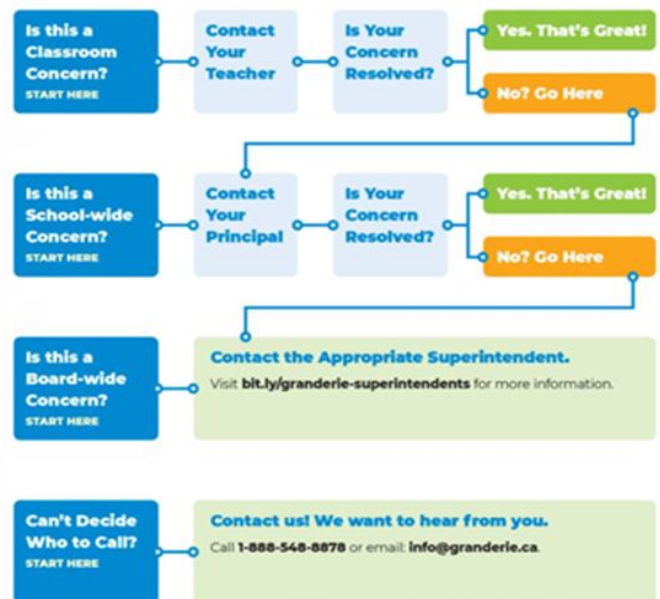 Is this a
Classroom
Concern?
START HERE
Contact
Your
Teacher
Is Your
Concern
Resolved?
Yes. That's Great!
No? Go Here
Is this a
School-wide
Concern?
START HERE
Contact
Your
Principal
Is Your
Concern
Resolved?
Yes. That's Great!
No? Go Here
Is this a
Board-wide
Concern?
START HERE
Contact the Appropriate Superintendent.
Visit bit.ly/granderie-superintendents for more information.
Can't Decide
Who to Call?
START HERE
Contact us! We want to hear from you.
Call 1-888-548-8878 or email: info@granderie.ca.